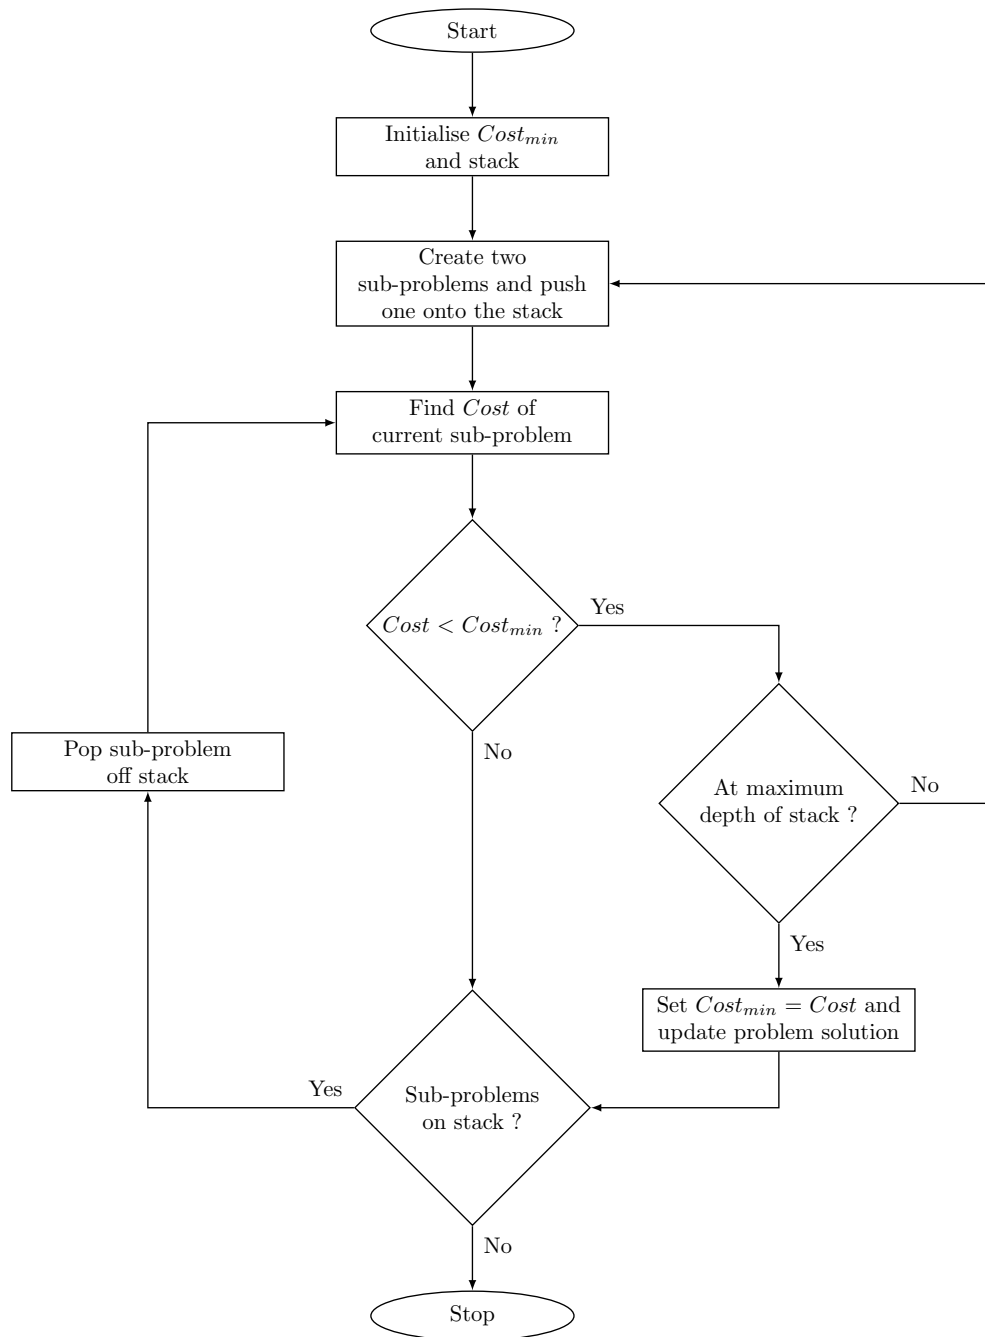 Start
Initialise Cost_min
and stack
Create two
sub-problems and push
one onto the stack
Find Cost of
current sub-problem
Cost < Cost_min ?
Yes
No
Pop sub-problem
off stack
At maximum
depth of stack ?
No
Yes
Set Cost_min = Cost and
update problem solution
Sub-problems
on stack ?
Yes
No
Stop